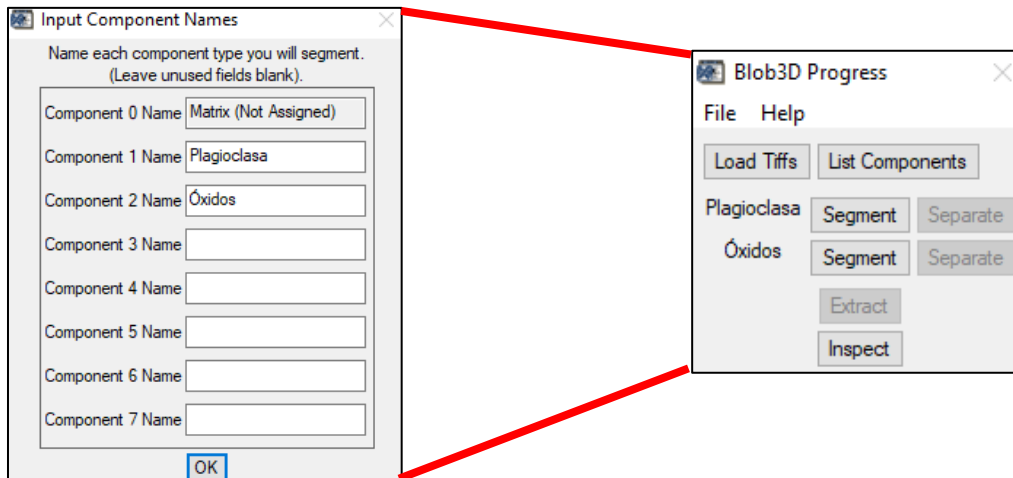 Input Component Names
Name each component type you will segment.
(Leave unused fields blank).
Component 0 Name Matrix (Not Assigned)
Component 1 Name Plagioclasa
Component 2 Name Óxidos
Component 3 Name
Component 4 Name
Component 5 Name
Component 6 Name
Component 7 Name
OK
Blob3D Progress
File Help
Load Tiffs List Components
Plagioclasa Segment Separate
Óxidos Segment Separate
Extract
Inspect